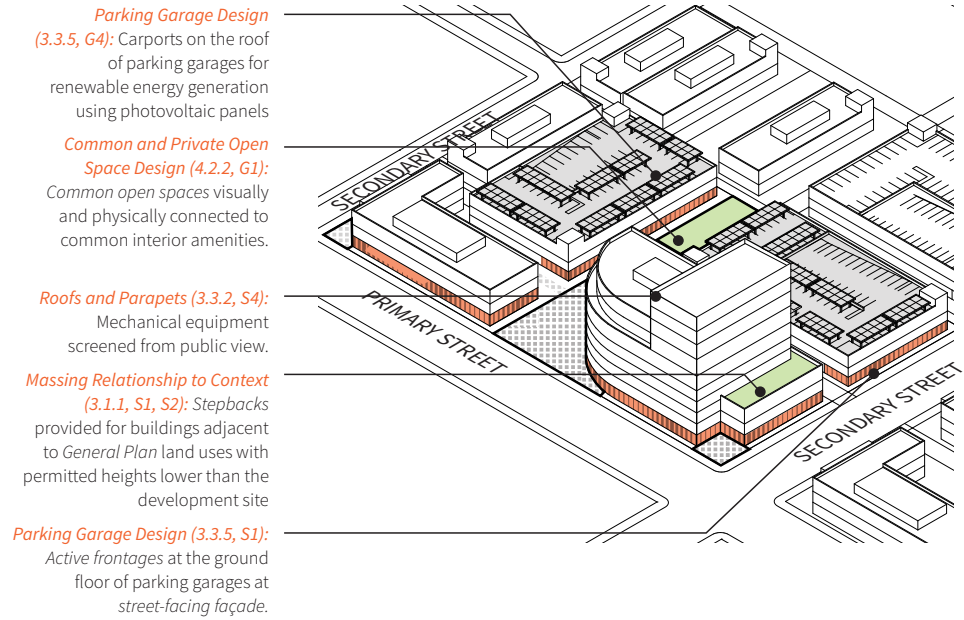 Parking Garage Design
(3.3.5, G4): Carports on the roof
of parking garages for
renewable energy generation
using photovoltaic panels
Common and Private Open
Space Design (4.2.2, G1):
Common open spaces visually
and physically connected to
common interior amenities.
Roofs and Parapets (3.3.2, S4):
Mechanical equipment
screened from public view.
Massing Relationship to Context
(3.1.1, S1, S2): Stepbacks
provided for buildings adjacent
to General Plan land uses with
permitted heights lower than the
development site
Parking Garage Design (3.3.5, S1):
Active frontages at the ground
floor of parking garages at
street-facing façade.
SECONDARY STREET
PRIMARY STREET
SECONDARY STREET